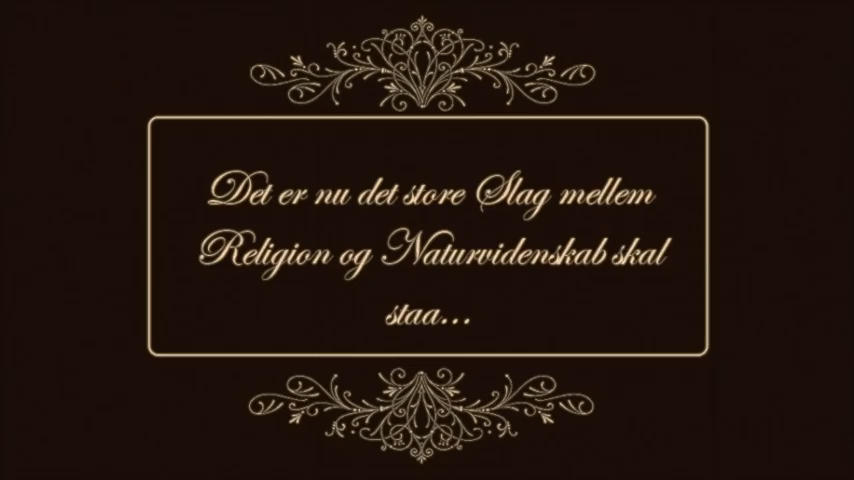 Det er nu det store Slag mellem
Religion og Naturvidenskab skal
staa...